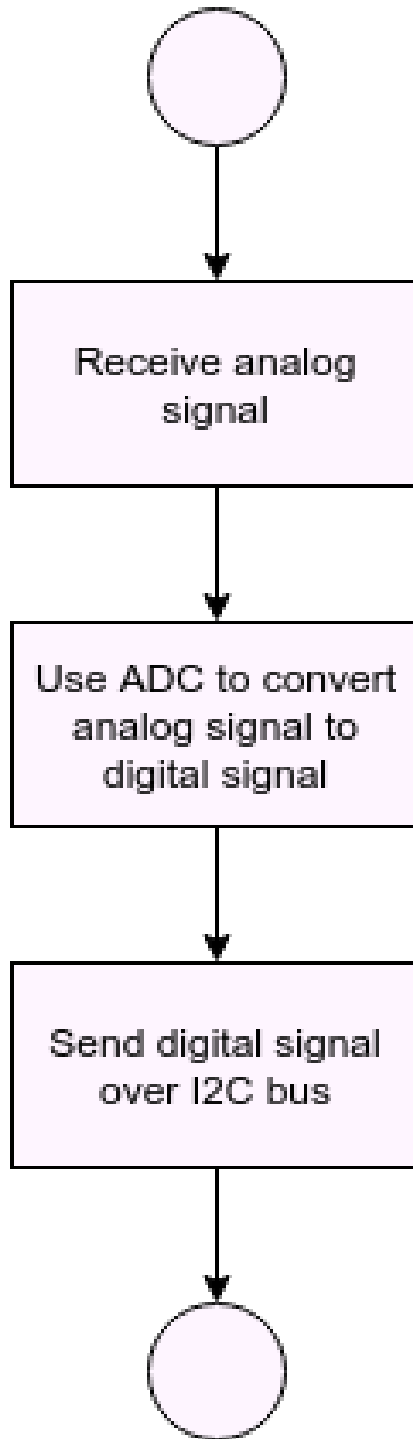 Receive analog
signal
Use ADC to convert
analog signal to
digital signal
Send digital signal
over I2C bus